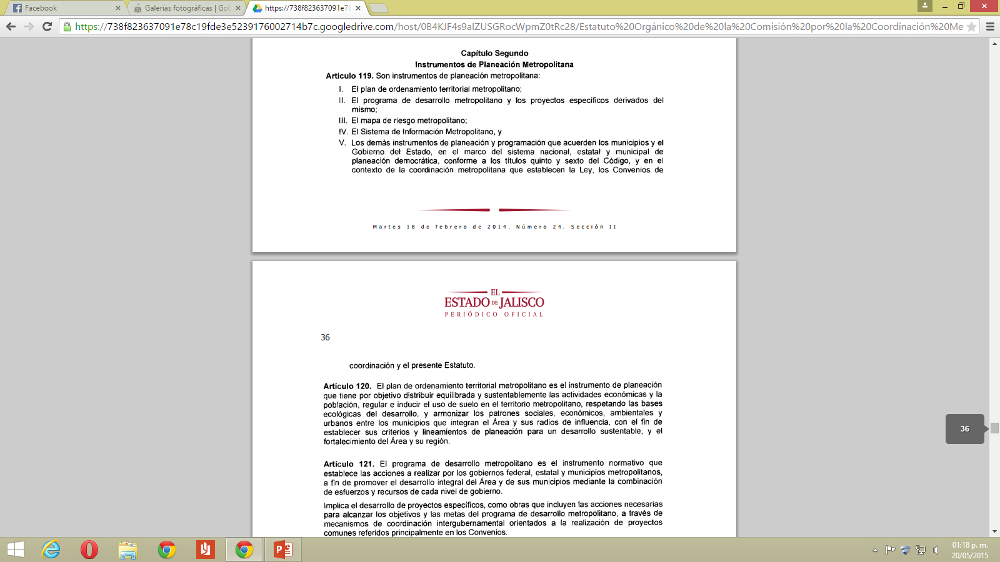 Facebook
Galerías fotográficas | Gob
https://738f823637091e78
https://738f823637091e78c19fde3e5239176002714b7c.googledrive.com/host/0B4KJF4s9aIZUSGRocWpmZ0tRc28/Estatuto%20Orgánico%20de%20la%20Comisión%20por%20la%20Coordinación%20Me
Capítulo Segundo
Instrumentos de Planeación Metropolitana
Artículo 119. Son instrumentos de planeación metropolitana:
I. El plan de ordenamiento territorial metropolitano;
II. El programa de desarrollo metropolitano y los proyectos específicos derivados del
mismo;
III. El mapa de riesgo metropolitano;
IV. El Sistema de Información Metropolitano, y
V. Los demás instrumentos de planeación y programación que acuerden los municipios y el
Gobierno del Estado, en el marco del sistema nacional, estatal y municipal de
planeación democrática, conforme a los títulos quinto y sexto del Código, y en el
contexto de la coordinación metropolitana que establecen la Ley, los Convenios de
Martes 18 de febrero de 2014. Número 24. Sección II
EL
ESTADO DE JALISCO
PERIÓDICO OFICIAL
36
coordinación y el presente Estatuto.
Artículo 120. El plan de ordenamiento territorial metropolitano es el instrumento de planeación
que tiene por objetivo distribuir equilibrada y sustentablemente las actividades económicas y la
población, regular e inducir el uso de suelo en el territorio metropolitano, respetando las bases
ecológicas del desarrollo, y armonizar los patrones sociales, económicos, ambientales y
urbanos entre los municipios que integran el Área y sus radios de influencia, con el fin de
establecer sus criterios y lineamientos de planeación para un desarrollo sustentable, y el
fortalecimiento del Área y su región.
36
Artículo 121. El programa de desarrollo metropolitano es el instrumento normativo que
establece las acciones a realizar por los gobiernos federal, estatal y municipios metropolitanos,
a fin de promover el desarrollo integral del Área y de sus municipios mediante la combinación
de esfuerzos y recursos de cada nivel de gobierno.
Implica el desarrollo de proyectos específicos, como obras que incluyen las acciones necesarias
para alcanzar los objetivos y las metas del programa de desarrollo metropolitano, a través de
mecanismos de coordinación intergubernamental orientados a la realización de proyectos
comunes referidos principalmente en los Convenios.
01:18 p. m.
20/05/2015